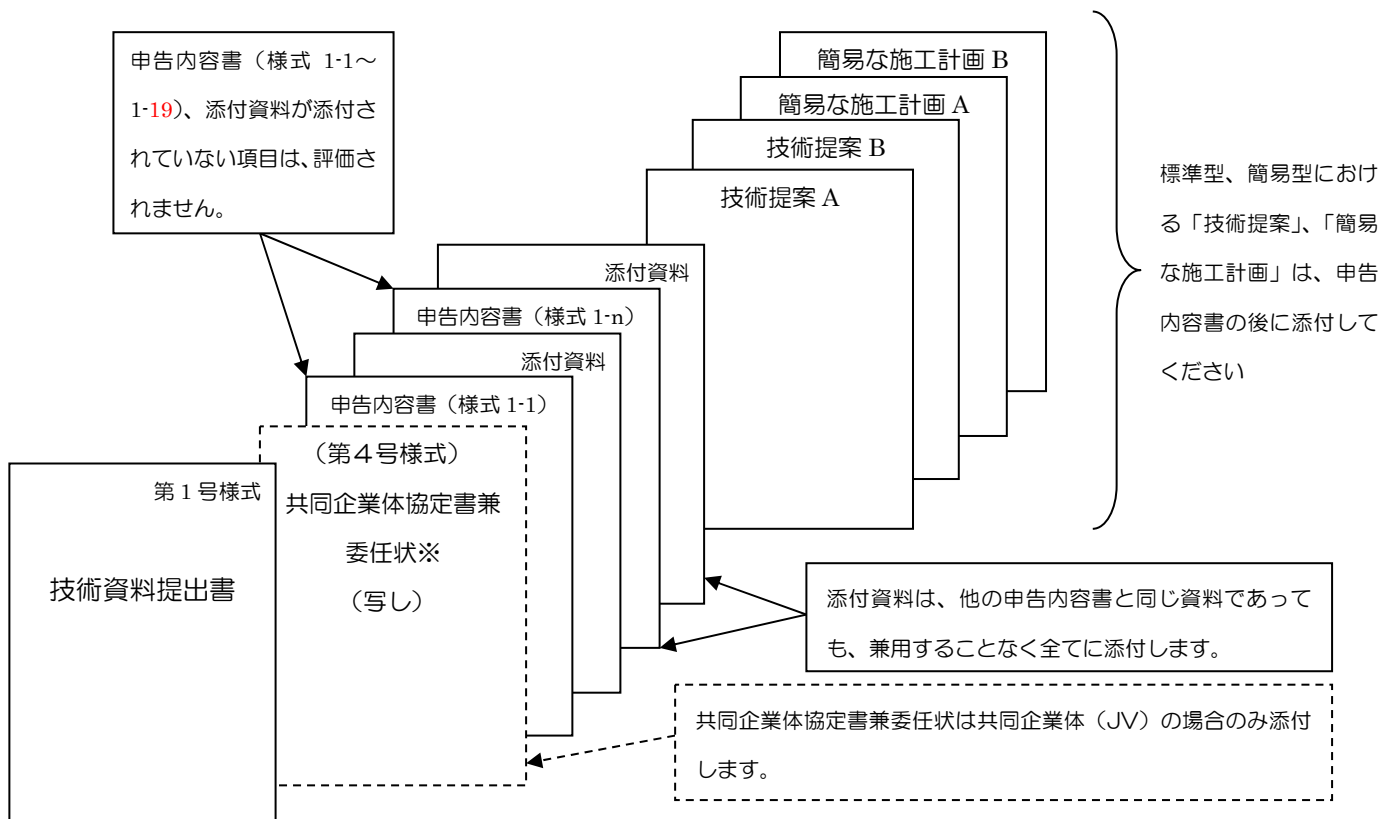 申告内容書（様式 1-1～
1-19）、添付資料が添付さ
れていない項目は、評価さ
れません。
簡易な施工計画 B
簡易な施工計画 A
技術提案 B
技術提案 A
標準型、簡易型におけ
る「技術提案」、「簡易
な施工計画」は、申告
内容書の後に添付して
ください
添付資料
申告内容書（様式 1-n）
添付資料
申告内容書（様式 1-1）
（第４号様式）
共同企業体協定書兼
委任状※
（写し）
第 1 号様式
技術資料提出書
添付資料は、他の申告内容書と同じ資料であって
も、兼用することなく全てに添付します。
共同企業体協定書兼委任状は共同企業体（JV）の場合のみ添付
します。